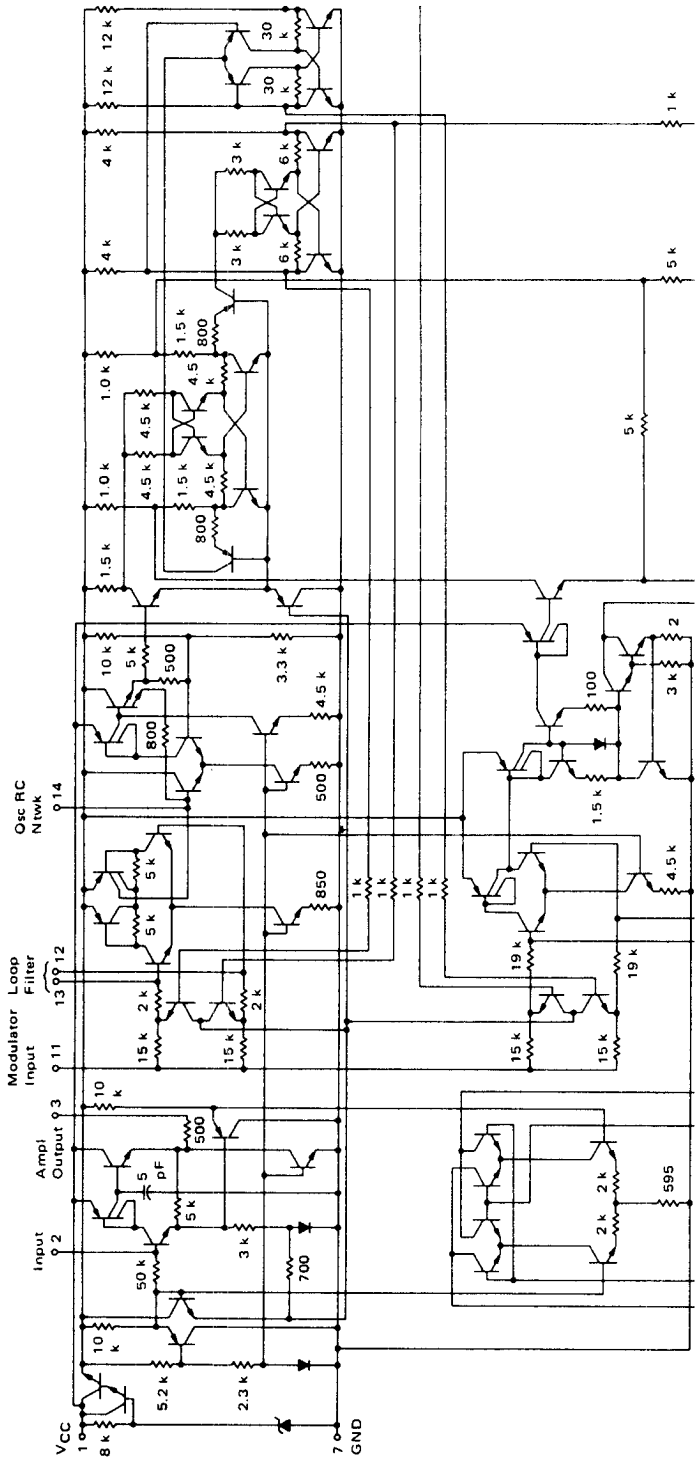 VCC
1
8 k
7
GND
5.2 k
2.3 k
10
k
50 k
Input
2
5
pF
5 k
3 k
700
Ampl
Output
3
500
10
k
Modulator
Input
11
Loop
Filter
13
12
15 k
2 k
15 k
2 k
5 k
5 k
850
Osc RC
Ntwk
14
800
500
5 k
10 k
500
4.5 k
3.3 k
1.5 k
1.0 k
1.5 k
800
4.5 k
4.5 k
4.5 k
4.5
k
1.0 k
1.5 k
800
4 k
3 k
6 k
3 k
6 k
4 k
12 k
30
k
30
k
12 k
1 k
1 k
1 k
1 k
2 k
2 k
595
15 k
15 k
19 k
19 k
4.5 k
1.5 k
100
3 k
2
5 k
5 k
1 k